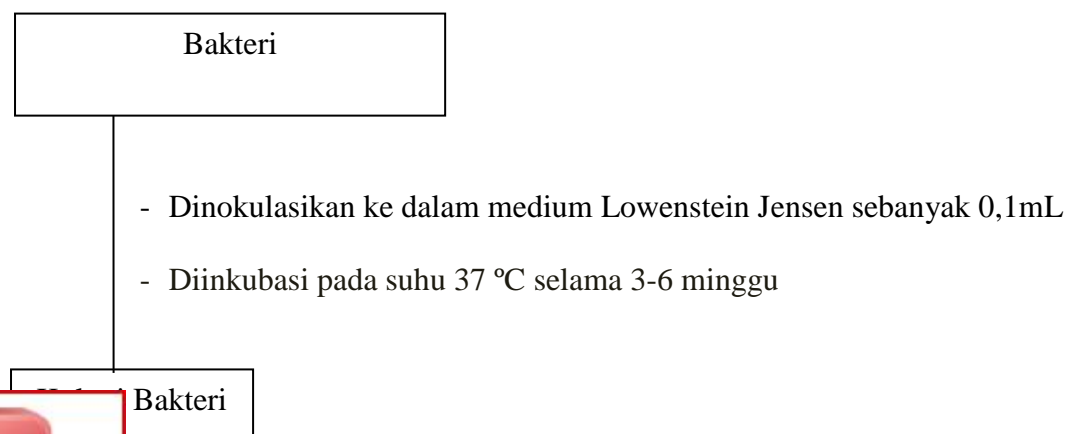 Bakteri
- Dinokulasikan ke dalam medium Lowenstein Jensen sebanyak 0,1mL
- Diinkubasi pada suhu 37 ºC selama 3-6 minggu
Bakteri